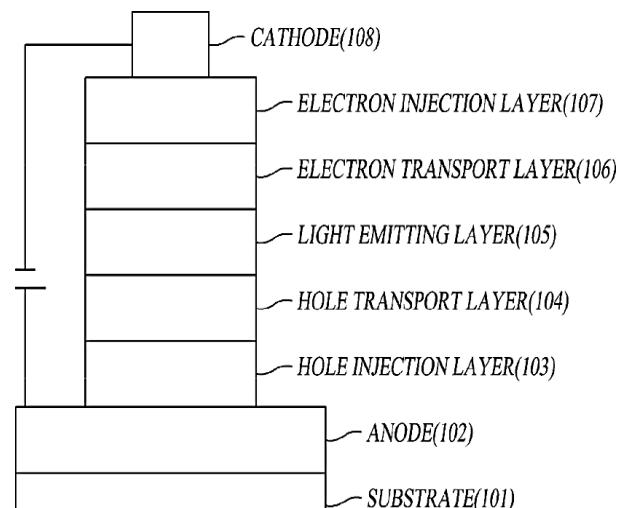 CATHODE(108)
ELECTRON INJECTION LAYER(107)
ELECTRON TRANSPORT LAYER(106)
LIGHT EMITTING LAYER(105)
HOLE TRANSPORT LAYER(104)
HOLE INJECTION LAYER(103)
ANODE(102)
SUBSTRATE(101)